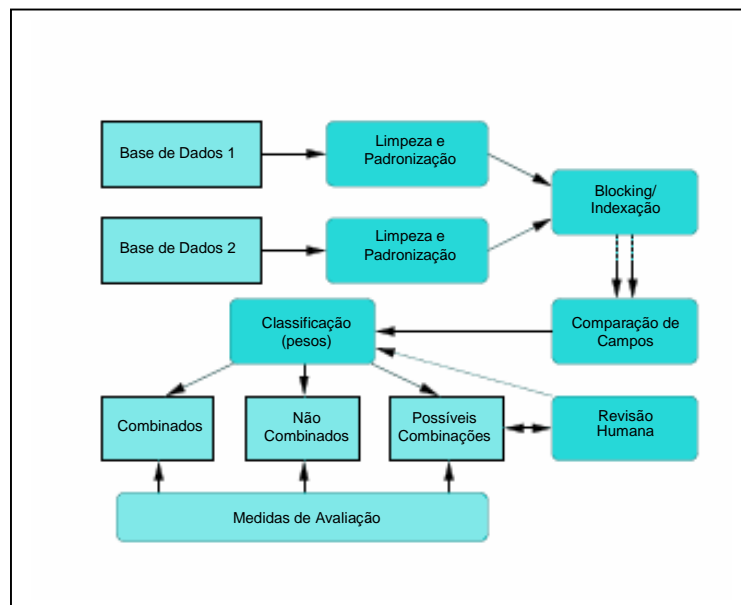 Base de Dados 1
Limpeza e
Padronização
Blocking/
Indexação
Base de Dados 2
Limpeza e
Padronização
Classificação
(pesos)
Comparação de
Campos
Combinados
Não
Combinados
Possíveis
Combinações
Revisão
Humana
Medidas de Avaliação